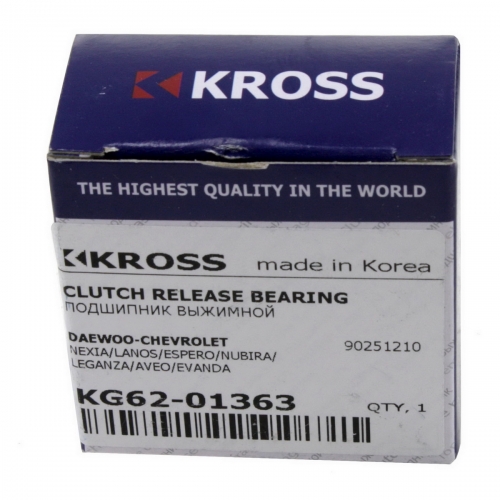 KROSS
THE HIGHEST QUALITY IN THE WORLD
KROSS made in Korea
CLUTCH RELEASE BEARING
ПОДШИПНИК ВЫЖИМНОЙ
DAEWOO-CHEVROLET
NEXIA/LANOS/ESPERO/NUBIRA/ 90251210
LEGANZA/AVEO/EVANDA
KG62-01363 QTY, 1